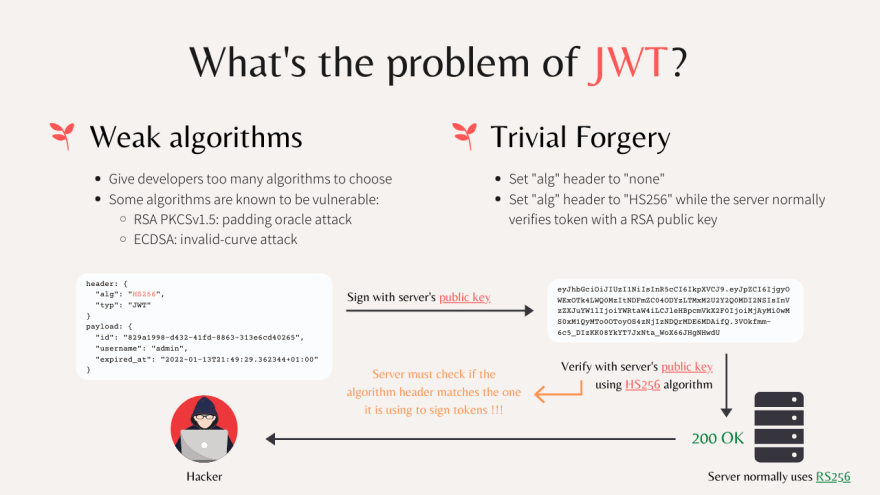 What's the problem of JWT?
Weak algorithms
Give developers too many algorithms to choose
Some algorithms are known to be vulnerable:
RSA PKCSv1.5: padding oracle attack
ECDSA: invalid-curve attack
Trivial Forgery
Set "alg" header to "none"
Set "alg" header to "HS256" while the server normally
verifies token with a RSA public key
header: {
"alg": "HS256",
"typ": "JWT"
}
payload: {
"id": "829a1998-d432-41fd-8863-313e6cd40265",
"username": "admin",
"expired_at": "2022-01-13T21:49:29.362344+01:00"
}
Sign with server's public key
Verify with server's public key
using HS256 algorithm
Server must check if the
algorithm header matches the one
it is using to sign tokens !!!
200 OK
Hacker
Server normally uses RS256